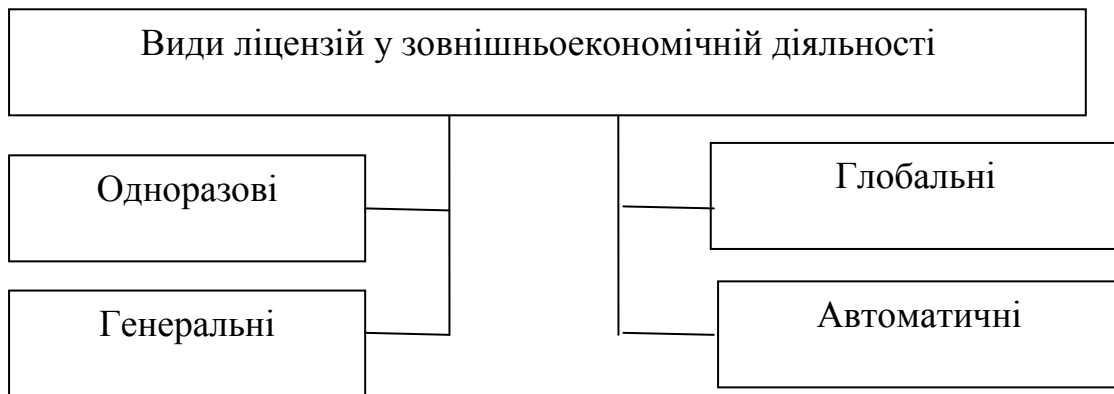 Види ліцензій у зовнішньоекономічній діяльності
Одноразові
Глобальні
Генеральні
Автоматичні